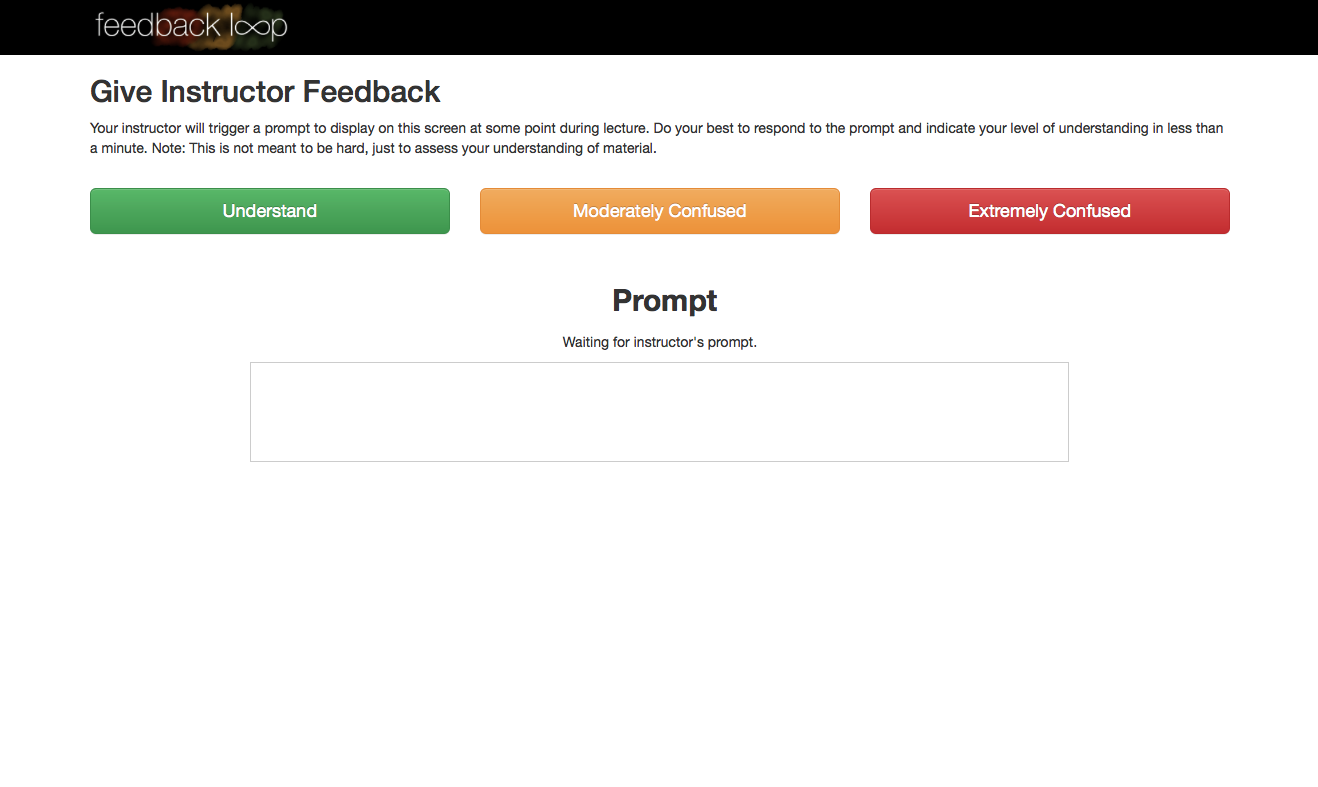 feedback loop
Give Instructor Feedback
Your instructor will trigger a prompt to display on this screen at some point during lecture. Do your best to respond to the prompt and indicate your level of understanding in less than
a minute. Note: This is not meant to be hard, just to assess your understanding of material.
Understand
Moderately Confused
Extremely Confused
Prompt
Waiting for instructor's prompt.